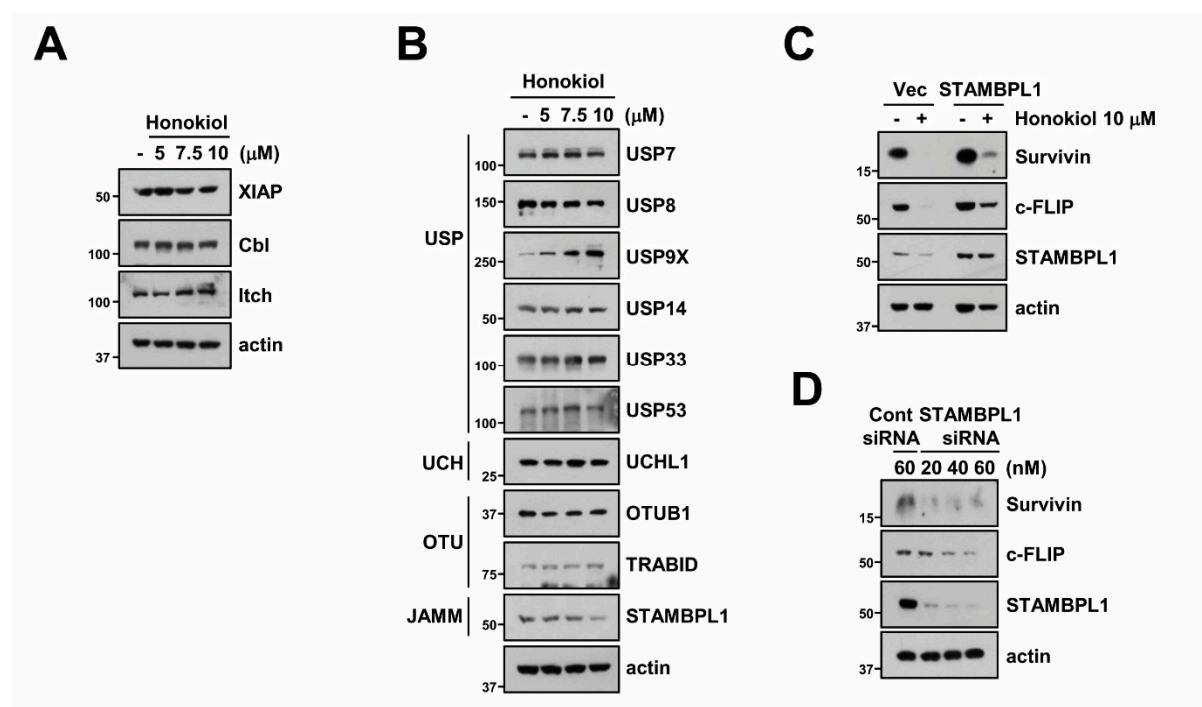 A
Honokiol
- 5 7.5 10 (μM)
50- XIAP
100- Cbl
100- Itch
37- actin
B
Honokiol
- 5 7.5 10 (μM)
USP
100- USP7
150- USP8
250- USP9X
50- USP14
100- USP33
100- USP53
UCH 25- UCHL1
OTU
37- OTUB1
75- TRABID
JAMM 50- STAMBPL1
37- actin
C
Vec STAMBPL1
- + - + Honokiol 10 μM
15- Survivin
50- c-FLIP
50- STAMBPL1
37- actin
D
Cont STAMBPL1
siRNA siRNA
60 20 40 60 (nM)
15- Survivin
50- c-FLIP
50- STAMBPL1
37- actin